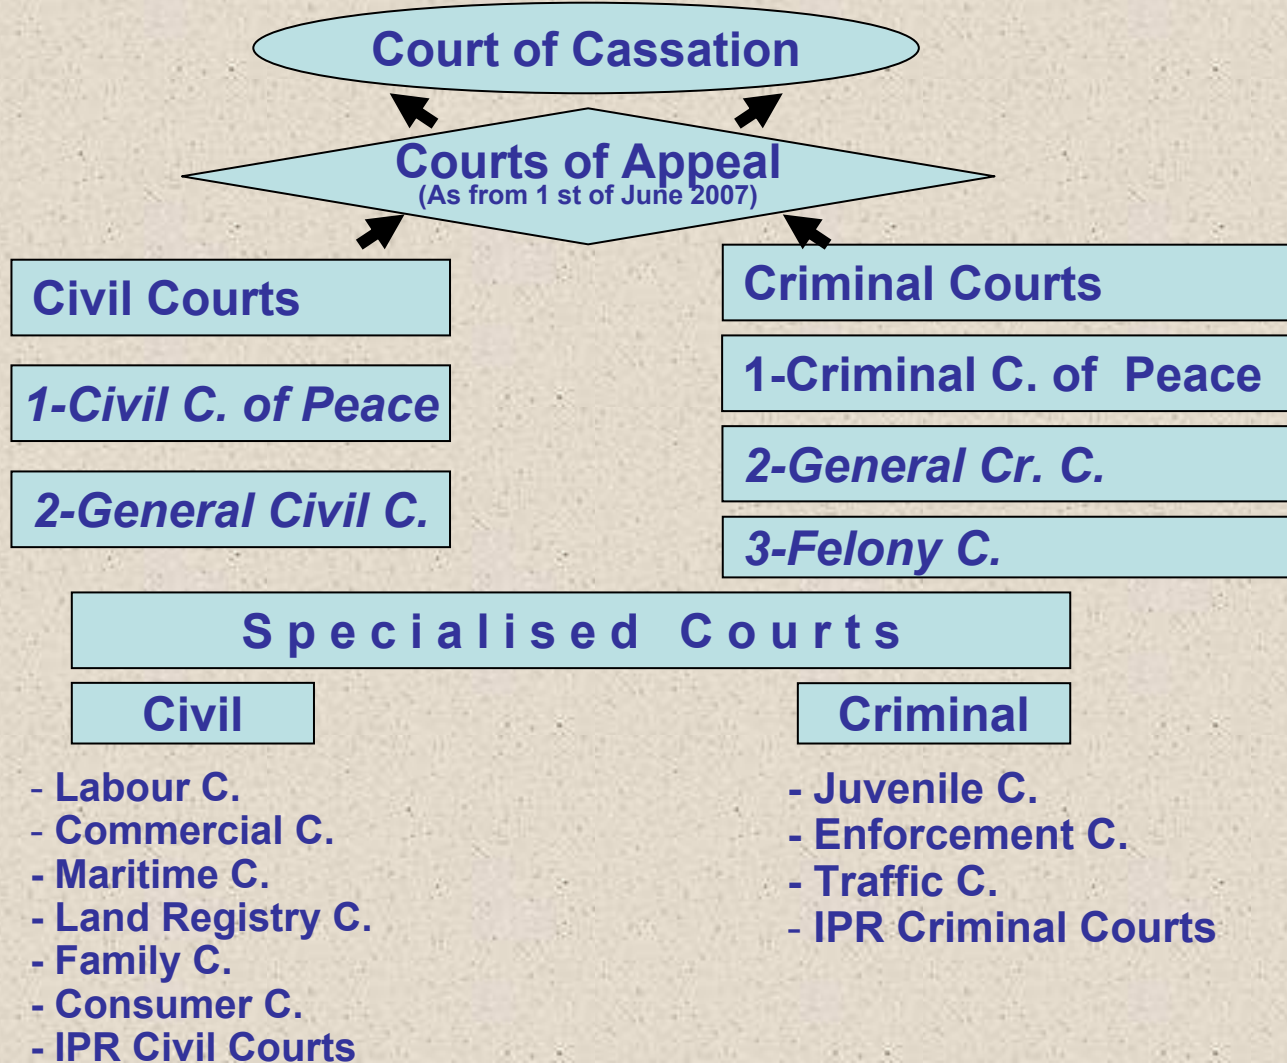 Court of Cassation
Courts of Appeal
(As from 1 st of June 2007)
Civil Courts
1-Civil C. of Peace
2-General Civil C.
Criminal Courts
1-Criminal C. of Peace
2-General Cr. C.
3-Felony C.
Specialised Courts
Civil
- Labour C.
- Commercial C.
- Maritime C.
- Land Registry C.
- Family C.
- Consumer C.
- IPR Civil Courts
Criminal
- Juvenile C.
- Enforcement C.
- Traffic C.
- IPR Criminal Courts